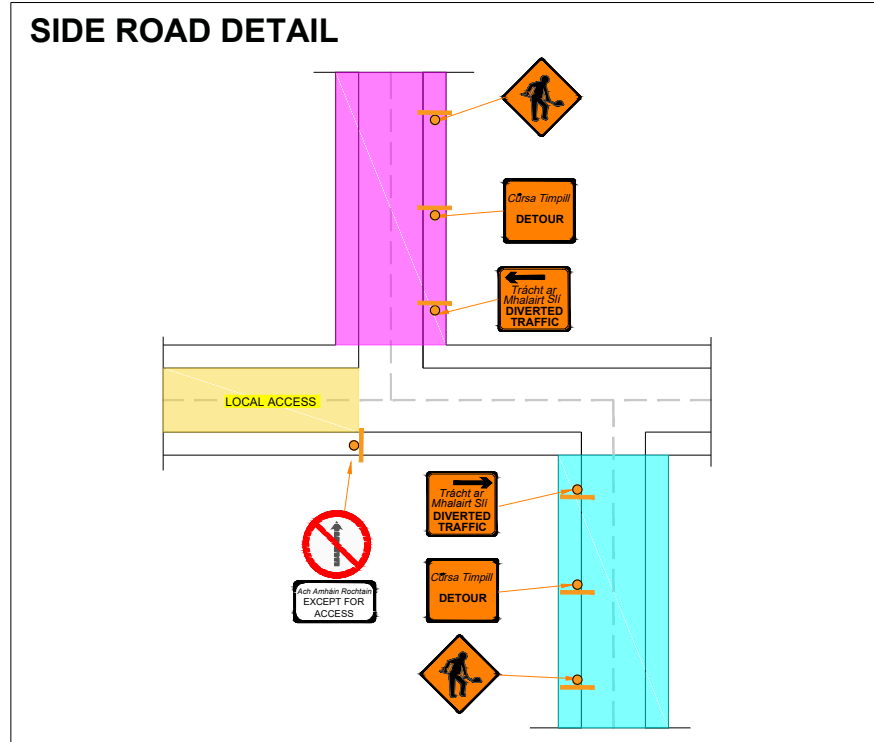 SIDE ROAD DETAIL
Cúrsa Timpill
DETOUR
Trácht ar
Mhalairt Slí
DIVERTED
TRAFFIC
LOCAL ACCESS
Trácht ar
Mhalairt Slí
DIVERTED
TRAFFIC
Ach Amháin Rochtain
EXCEPT FOR
ACCESS
Cúrsa Timpill
DETOUR